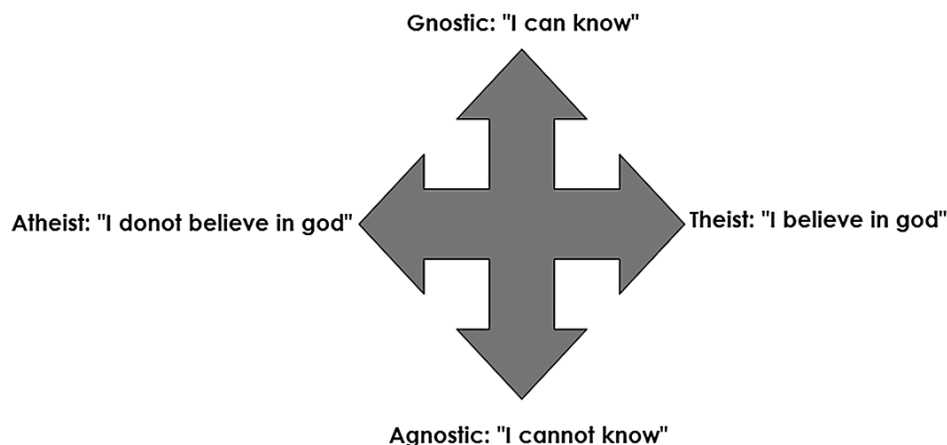 Gnostic: "I can know"
Atheist: "I donot believe in god"
Theist: "I believe in god"
Agnostic: "I cannot know"